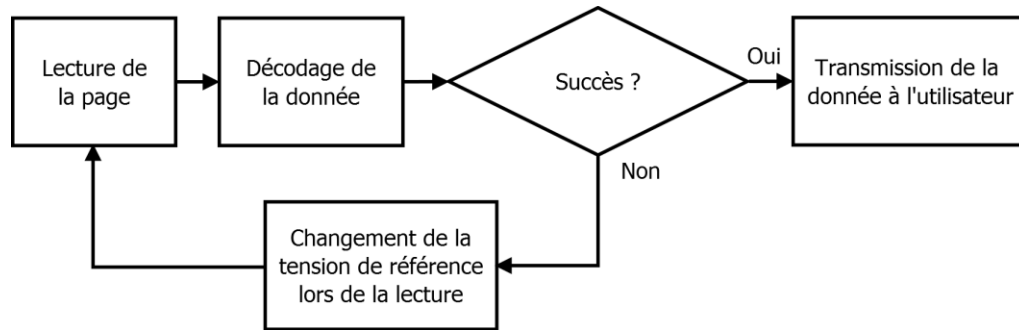 Lecture de
la page
Décodage de
la donnée
Succès ?
Oui
Transmission de la
donnée à l'utilisateur
Non
Changement de la
tension de référence
lors de la lecture